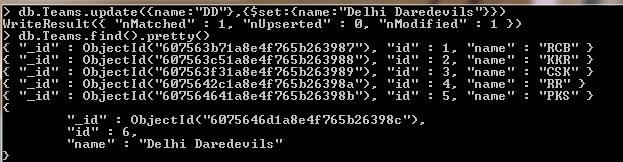 > db.Teams.update({name:"DD"},{$set:{name:"Delhi Daredevils"}})
WriteResult({ "nMatched" : 1, "nUpserted" : 0, "nModified" : 1 })
> db.Teams.find().pretty()
{ "_id" : ObjectId("607563b71a8e4f765b263987"), "id" : 1, "name" : "RCB" }
{ "_id" : ObjectId("607563c51a8e4f765b263988"), "id" : 2, "name" : "KKR" }
{ "_id" : ObjectId("607563f31a8e4f765b263989"), "id" : 3, "name" : "CSK" }
{ "_id" : ObjectId("6075642c1a8e4f765b26398a"), "id" : 4, "name" : "RR" }
{ "_id" : ObjectId("607564641a8e4f765b26398b"), "id" : 5, "name" : "PKS" }
{
"_id" : ObjectId("6075646d1a8e4f765b26398c"),
"id" : 6,
"name" : "Delhi Daredevils"
}